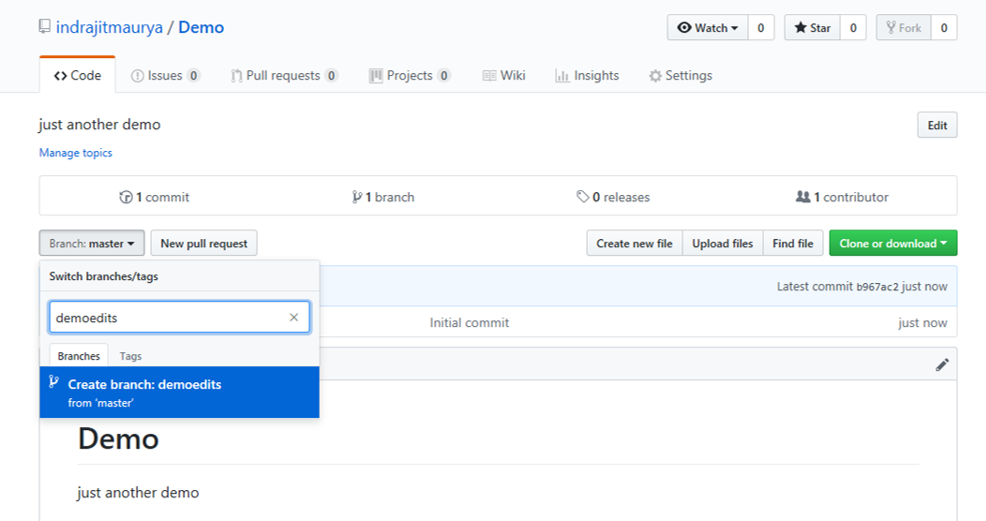 indrajitmaurya / Demo
Watch 0 Star 0 Fork 0
Code Issues 0 Pull requests 0 Projects 0 Wiki Insights Settings
just another demo
Edit
Manage topics
1 commit 1 branch 0 releases 1 contributor
Branch: master New pull request Create new file Upload files Find file Clone or download
Switch branches/tags
Latest commit b967ac2 just now
demoedits
Initial commit just now
Branches Tags
Create branch: demoedits
from 'master'
Demo
just another demo